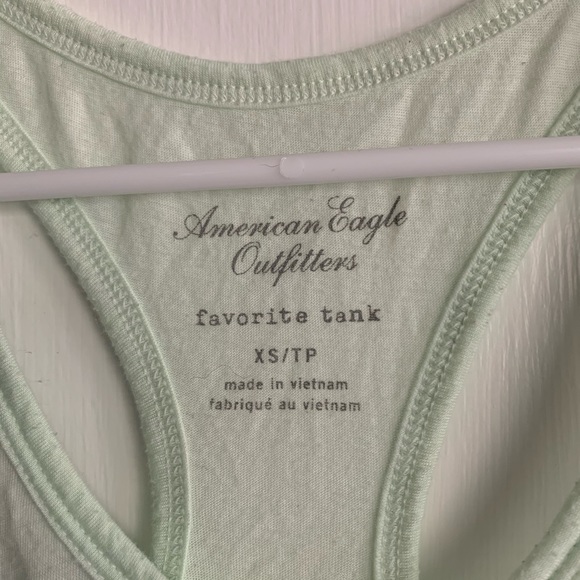 American Eagle
Outfitters
favorite tank
XS/TP
made in vietnam
fabriqué au vietnam